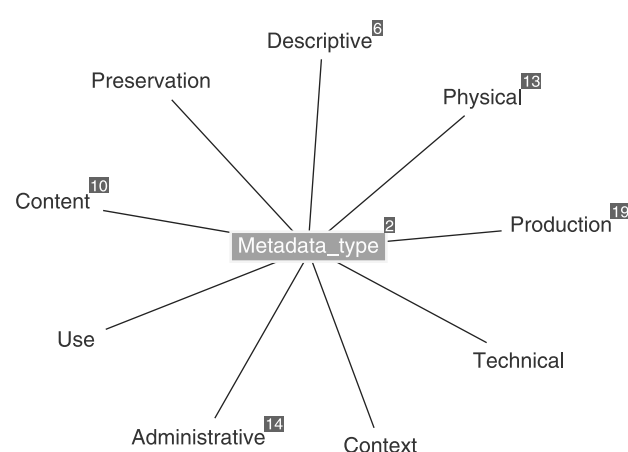 Descriptive 6
Preservation
Physical 13
Content 10
Production 19
Metadata_type 2
Use
Technical
Administrative 14
Context